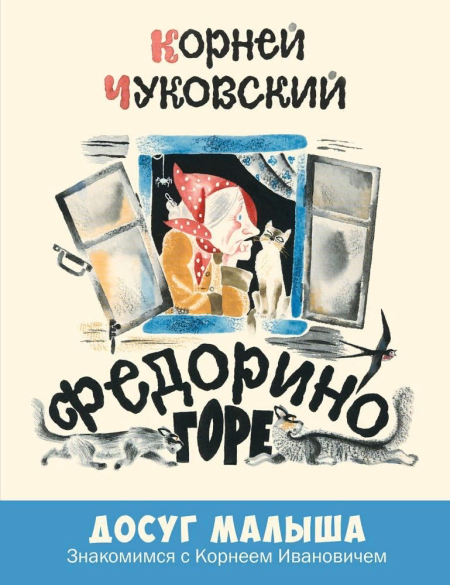 Корней
Чуковский
Федорино
ГОРЕ
ДОСУГ МАЛЫША
Знакомимся с Корнеем Ивановичем